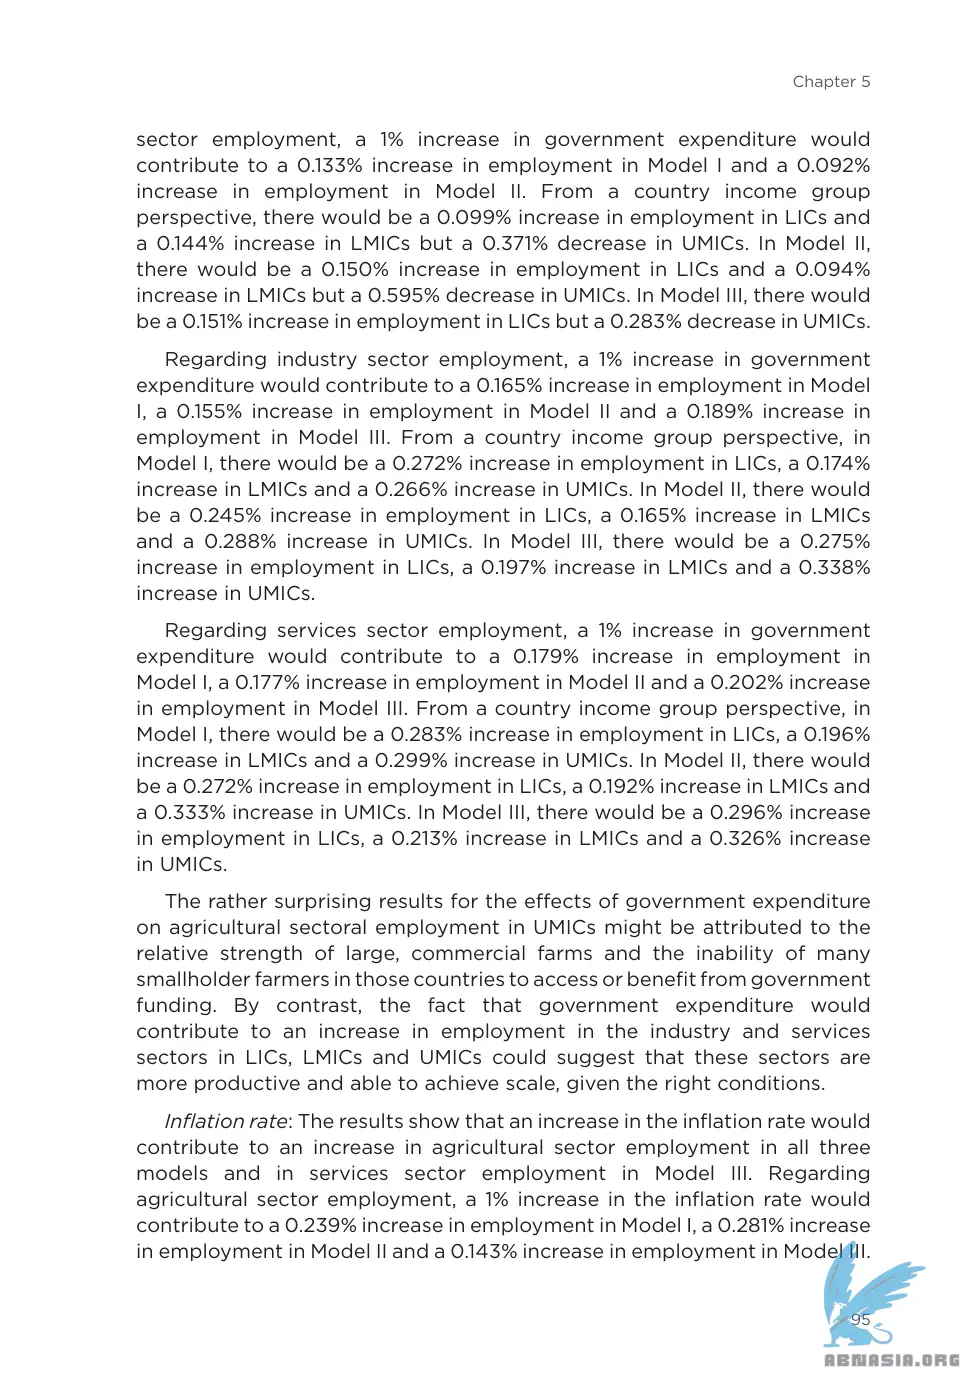 Chapter 5
sector employment, a 1% increase in government expenditure would
contribute to a 0.133% increase in employment in Model I and a 0.092%
increase in employment in Model II. From a country income group
perspective, there would be a 0.099% increase in employment in LICs and
a 0.144% increase in LMICs but a 0.371% decrease in UMICs. In Model II,
there would be a 0.150% increase in employment in LICs and a 0.094%
increase in LMICs but a 0.595% decrease in UMICs. In Model III, there would
be a 0.151% increase in employment in LICs but a 0.283% decrease in UMICs.
Regarding industry sector employment, a 1% increase in government
expenditure would contribute to a 0.165% increase in employment in Model
I, a 0.155% increase in employment in Model II and a 0.189% increase in
employment in Model III. From a country income group perspective, in
Model I, there would be a 0.272% increase in employment in LICs, a 0.174%
increase in LMICs and a 0.266% increase in UMICs. In Model II, there would
be a 0.245% increase in employment in LICs, a 0.165% increase in LMICs
and a 0.288% increase in UMICs. In Model III, there would be a 0.275%
increase in employment in LICs, a 0.197% increase in LMICs and a 0.338%
increase in UMICs.
Regarding services sector employment, a 1% increase in government
expenditure would contribute to a 0.179% increase in employment in
Model I, a 0.177% increase in employment in Model II and a 0.202% increase
in employment in Model III. From a country income group perspective, in
Model I, there would be a 0.283% increase in employment in LICs, a 0.196%
increase in LMICs and a 0.299% increase in UMICs. In Model II, there would
be a 0.272% increase in employment in LICs, a 0.192% increase in LMICs and
a 0.333% increase in UMICs. In Model III, there would be a 0.296% increase
in employment in LICs, a 0.213% increase in LMICs and a 0.326% increase
in UMICs.
The rather surprising results for the effects of government expenditure
on agricultural sectoral employment in UMICs might be attributed to the
relative strength of large, commercial farms and the inability of many
smallholder farmers in those countries to access or benefit from government
funding. By contrast, the fact that government expenditure would
contribute to an increase in employment in the industry and services
sectors in LICs, LMICs and UMICs could suggest that these sectors are
more productive and able to achieve scale, given the right conditions.
Inflation rate: The results show that an increase in the inflation rate would
contribute to an increase in agricultural sector employment in all three
models and in services sector employment in Model III. Regarding
agricultural sector employment, a 1% increase in the inflation rate would
contribute to a 0.239% increase in employment in Model I, a 0.281% increase
in employment in Model II and a 0.143% increase in employment in Model III.
95
ABNASIA.ORG